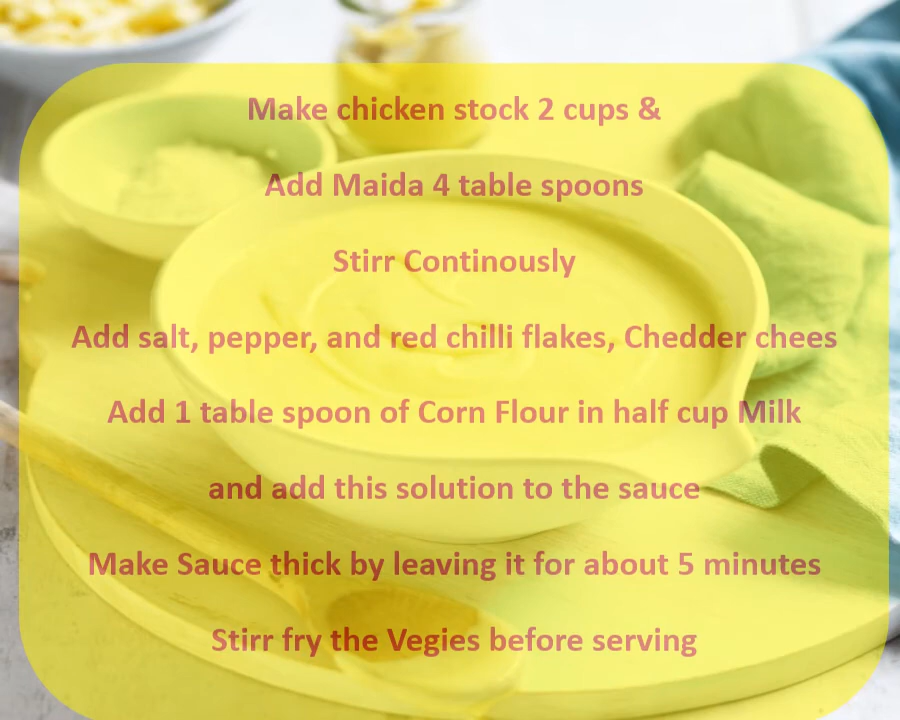 Make chicken stock 2 cups &
Add Maida 4 table spoons
Stirr Continously
Add salt, pepper, and red chilli flakes, Chedder chees
Add 1 table spoon of Corn Flour in half cup Milk
and add this solution to the sauce
Make Sauce thick by leaving it for about 5 minutes
Stirr fry the Vegies before serving